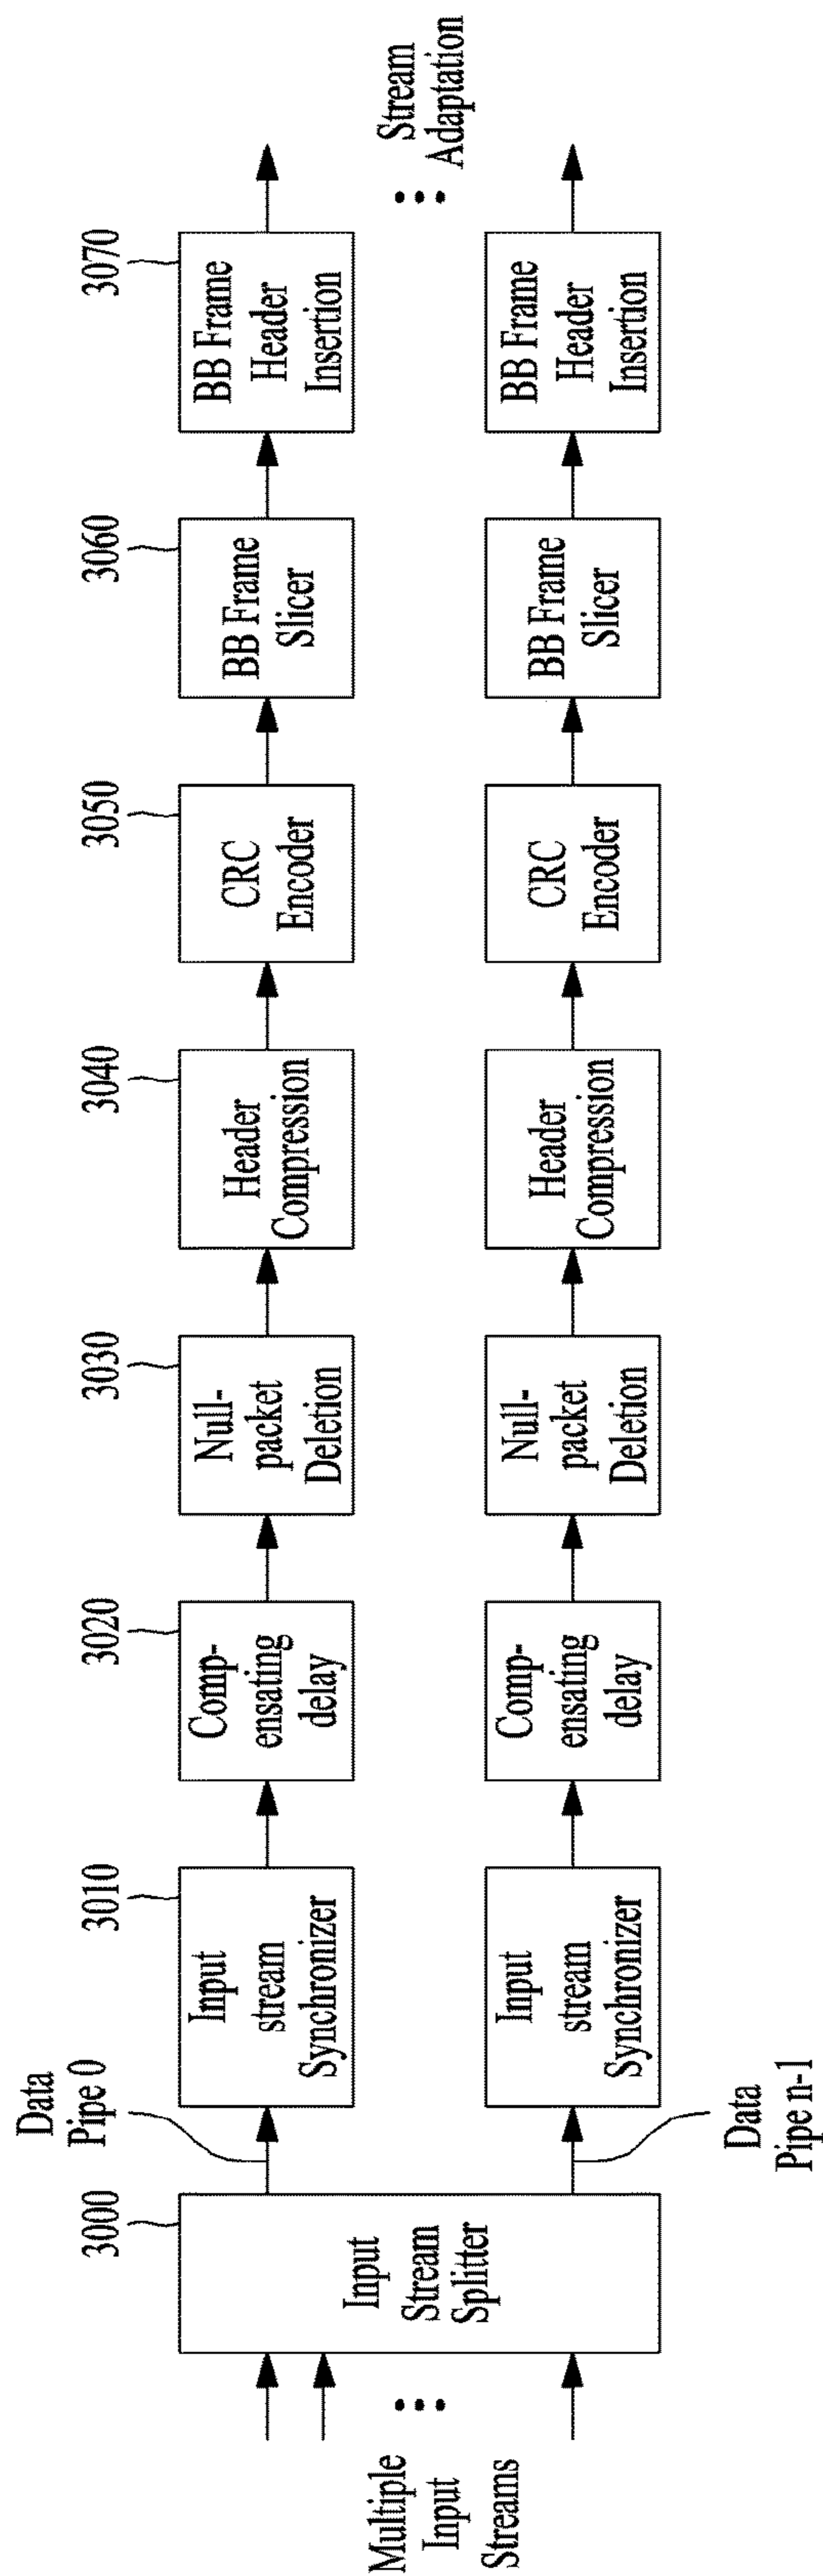 Multiple
Input
Streams
3000
Input
Stream
Splitter
Data
Pipe 0
3010
Input
stream
Synchronizer
3020
Comp-
ensating
delay
3030
Null-
packet
Deletion
3040
Header
Compression
3050
CRC
Encoder
3060
BB Frame
Slicer
3070
BB Frame
Header
Insertion
Data
Pipe n-1
Input
stream
Synchronizer
Comp-
ensating
delay
Null-
packet
Deletion
Header
Compression
CRC
Encoder
BB Frame
Slicer
BB Frame
Header
Insertion
Stream
Adaptation